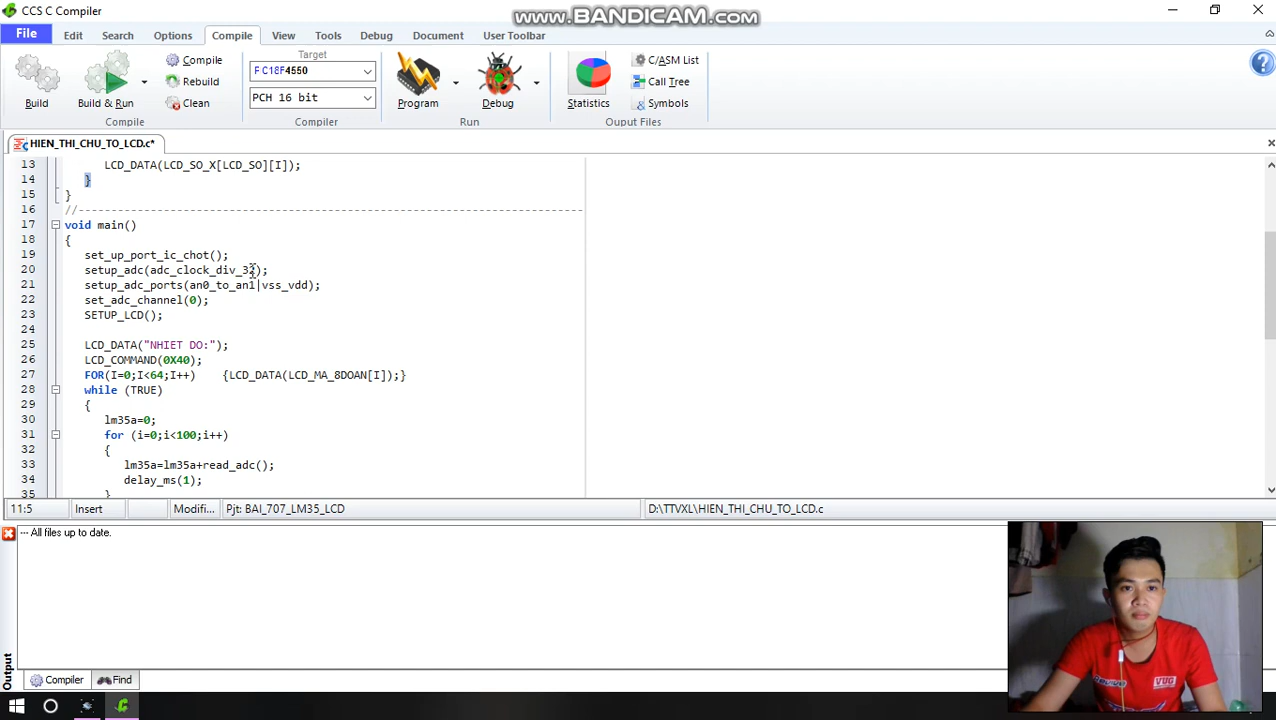 CCS C Compiler
www.BANDICAM.com
File Edit Search Options Compile View Tools Debug Document User Toolbar
Build
Build & Run
Compile
Rebuild
Clean
Compile
Target
PIC18F4550
PCH 16 bit
Compiler
Program
Debug
Run
Statistics
C/ASM List
Call Tree
Symbols
Ouput Files
HIEN_THI_CHU_TO_LCD.c*
13 LCD_DATA(LCD_SO_X[LCD_SO][I]);
14 }
15 }
16 //-----------------------------------------------------------------------------
17 void main()
18 {
19 set_up_port_ic_chot();
20 setup_adc(adc_clock_div_32);
21 setup_adc_ports(an0_to_an1|vss_vdd);
22 set_adc_channel(0);
23 SETUP_LCD();
24
25 LCD_DATA("NHIET DO:");
26 LCD_COMMAND(0X40);
27 FOR(I=0;I<64;I++) {LCD_DATA(LCD_MA_8DOAN[I]);}
28 while (TRUE)
29 {
30 lm35a=0;
31 for (i=0;i<100;i++)
32 {
33 lm35a=lm35a+read_adc();
34 delay_ms(1);
35 }
11:5 Insert Modifi... Pjt: BAI_707_LM35_LCD D:\TTVXL\HIEN_THI_CHU_TO_LCD.c
--- All files up to date.
Output
Compiler Find
VUG